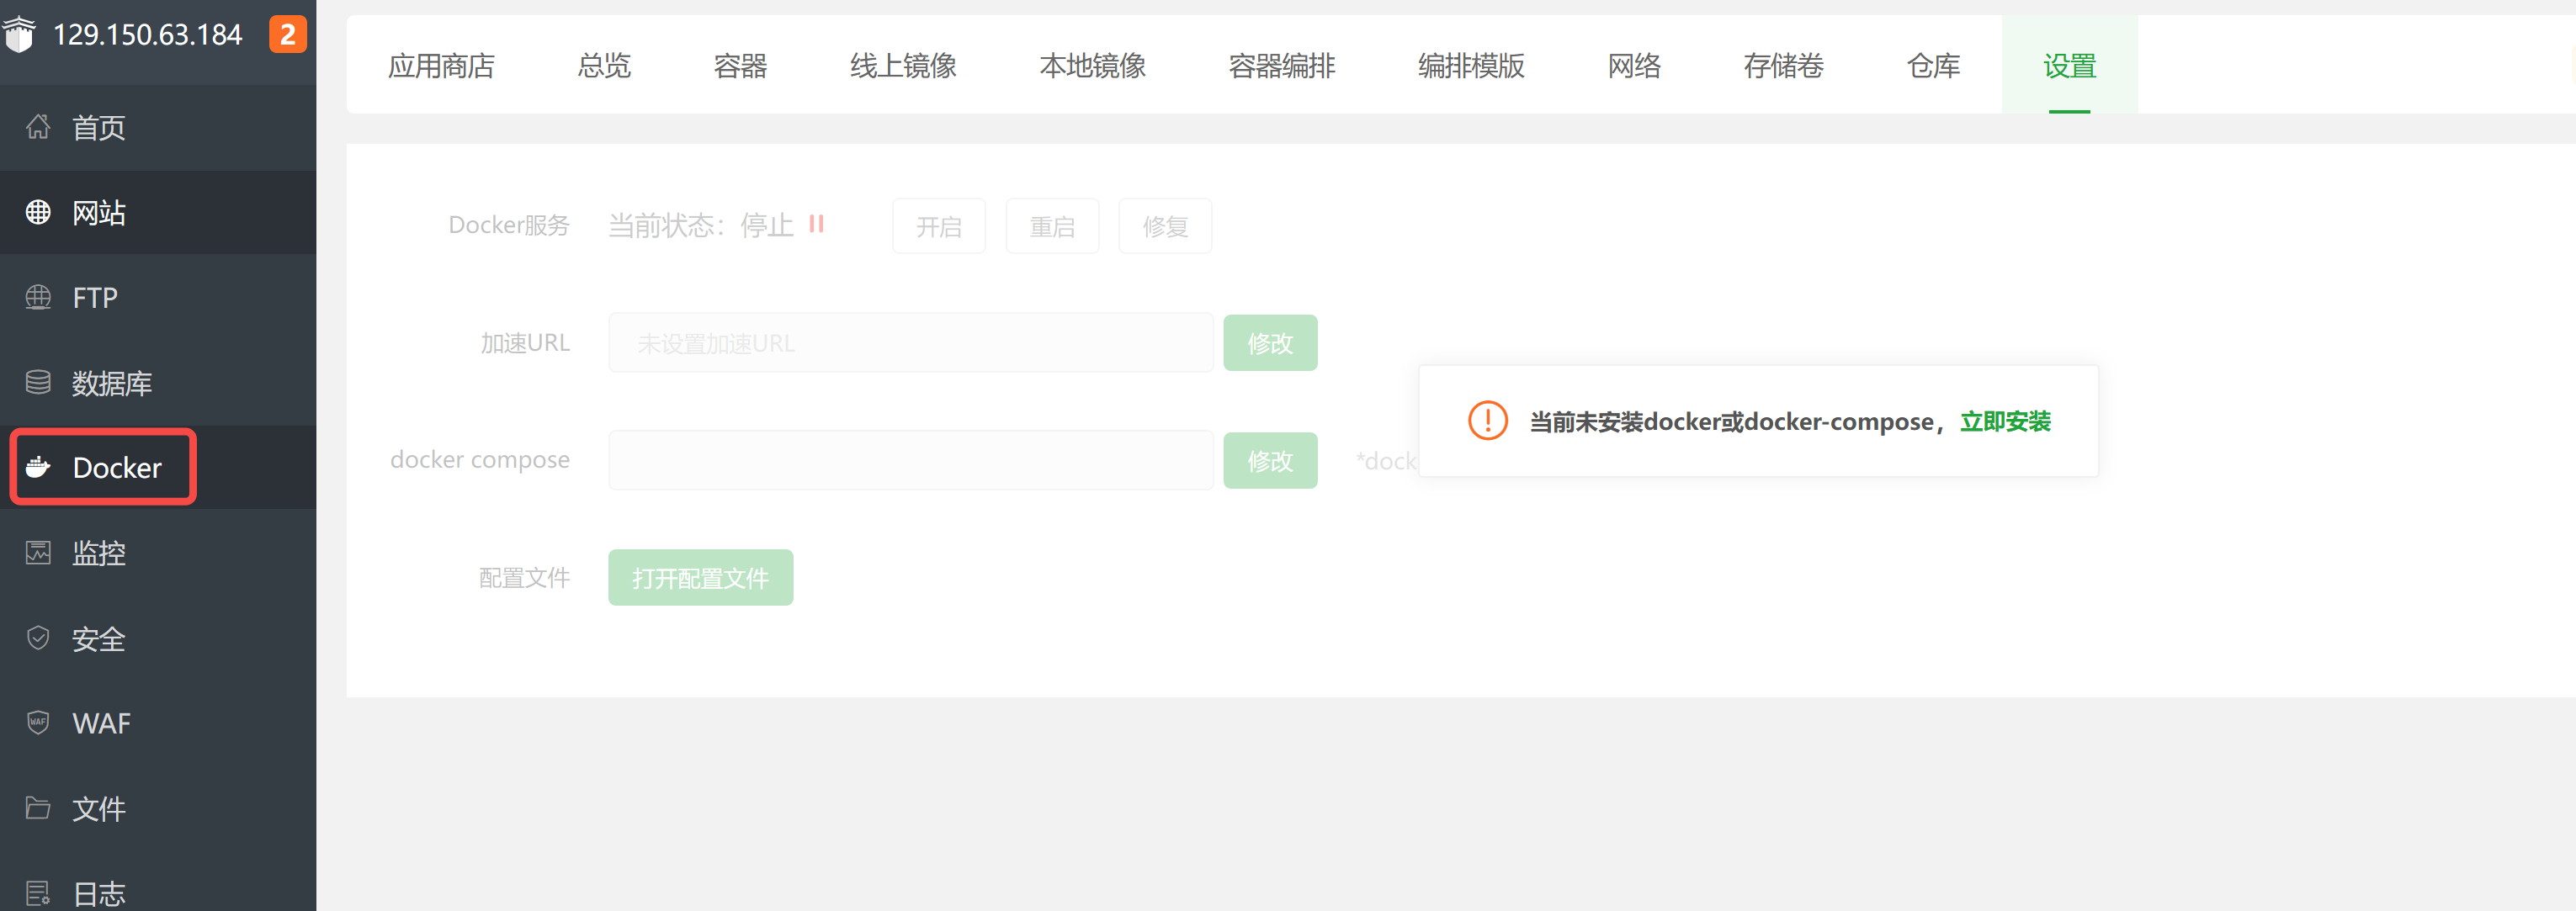 129.150.63.184 2
首页
网站
FTP
数据库
Docker
监控
安全
WAF
文件
日志
应用商店 总览 容器 线上镜像 本地镜像 容器编排 编排模版 网络 存储卷 仓库 设置
Docker服务 当前状态：停止 开启 重启 修复
加速URL 未设置加速URL 修改
docker compose 修改 *dock
当前未安装docker或docker-compose，立即安装
配置文件 打开配置文件